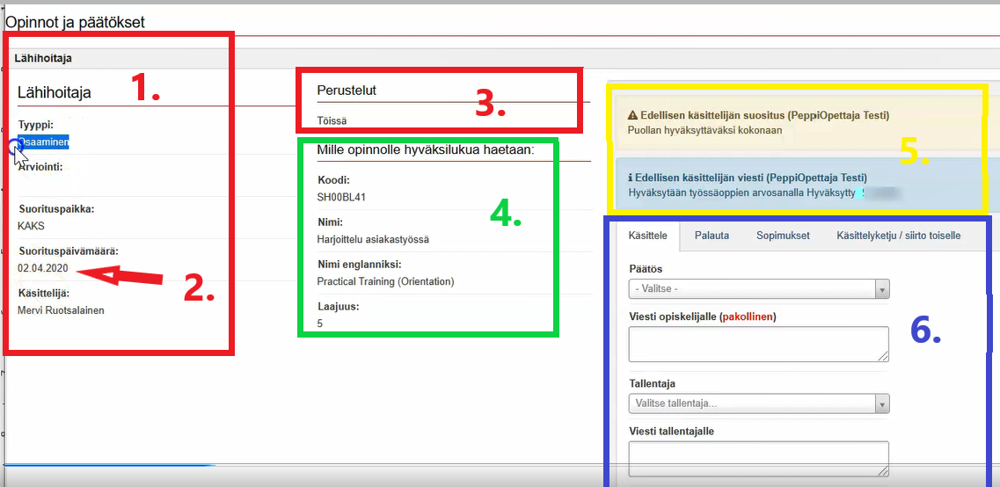 Opinnot ja päätökset
Lähihoitaja
Lähihoitaja
1.
Tyyppi:
Osaaminen
Arviointi:
Suorituspaikka:
KAKS
Suorituspäivämäärä:
02.04.2020
2.
Käsittelijä:
Mervi Ruotsalainen
Perustelut
3.
Töissä
Mille opinnolle hyväksilukua haetaan:
Koodi:
SH00BL41
4.
Nimi:
Harjoittelu asiakastyössä
Nimi englanniksi:
Practical Training (Orientation)
Laajuus:
5
Edellisen käsittelijän suositus (PeppiOpettaja Testi)
Puollan hyväksyttäväksi kokonaan
5.
Edellisen käsittelijän viesti (PeppiOpettaja Testi)
Hyväksytään työssäoppien arvosanalla Hyväksytty
Käsittele Palauta Sopimukset Käsittelyketju / siirto toiselle
Päätös
- Valitse -
Viesti opiskelijalle (pakollinen)
6.
Tallentaja
Valitse tallentaja...
Viesti tallentajalle